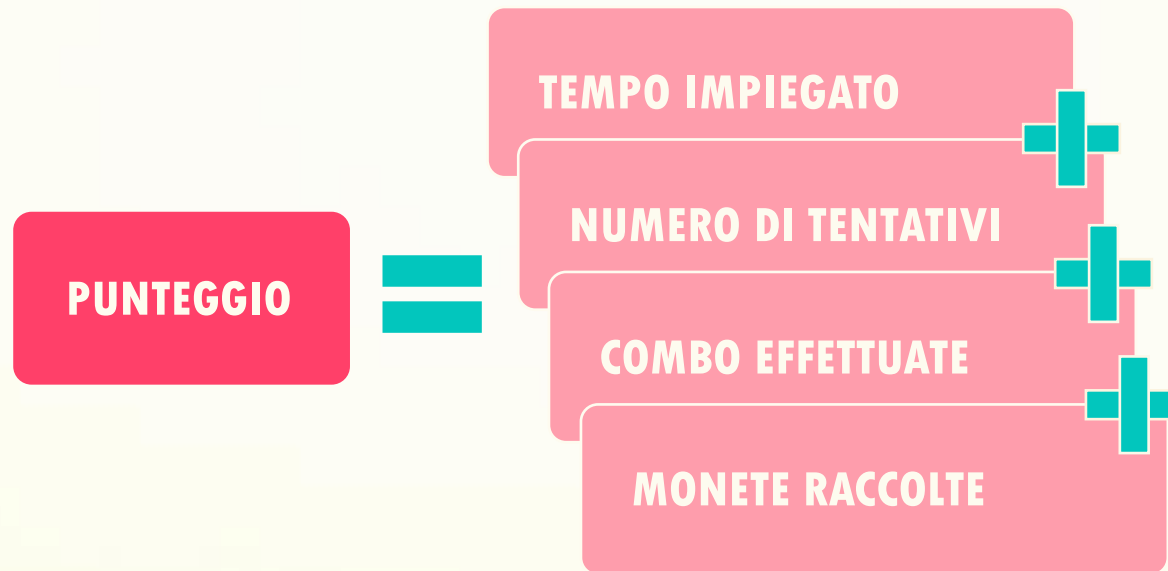 TEMPO IMPIEGATO
NUMERO DI TENTATIVI
PUNTEGGIO
COMBO EFFETTUATE
MONETE RACCOLTE